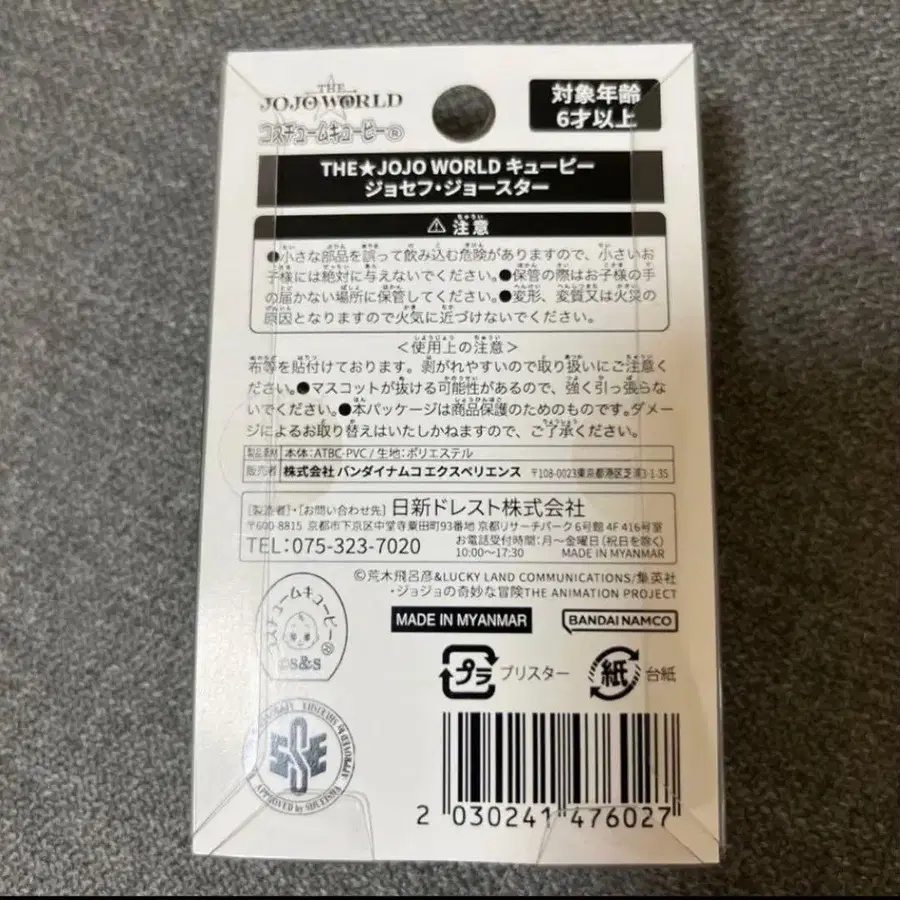 THE
JOJO WORLD
コスチュームキューピー®
対象年齢
6才以上
THE★JOJO WORLD キューピー
ジョセフ・ジョースター
⚠注意
●小さな部品を誤って飲み込む危険がありますので、小さいお
子様には絶対に与えないでください。●保管の際はお子様の手
の届かない場所に保管してください。●変形、変質又は火災の
原因となりますので火気に近づけないでください。
＜使用上の注意＞
布等を貼付けております。剥がれやすいので取り扱いにご注意く
ださい。●マスコットが抜ける可能性があるので、強く引っ張らな
いでください。●本パッケージは商品保護のためのものです。ダメー
ジによるお取り替えはいたしかねますので、ご了承ください。
製品素材 本体：ATBC-PVC / 生地：ポリエステル
販売者 株式会社 バンダイナムコエクスペリエンス 〒108-0023東京都港区芝浦3-1-35
［製造者］・［お問い合わせ先］日新ドレスト株式会社
〒600-8815 京都市下京区中堂寺粟田町93番地 京都リサーチパーク 6号館 4F 416号室
TEL：075-323-7020
お電話受付時間：月～金曜日（祝日を除く）
10:00～17:30 MADE IN MYANMAR
©荒木飛呂彦&LUCKY LAND COMMUNICATIONS/集英社
・ジョジョの奇妙な冒険THE ANIMATION PROJECT
コスチュームキューピー®
©S&S
MADE IN MYANMAR
BANDAI NAMCO
プラ
ブリスター
紙
台紙
SSE
APPROVED by SHUEISHA
2 030241 476027